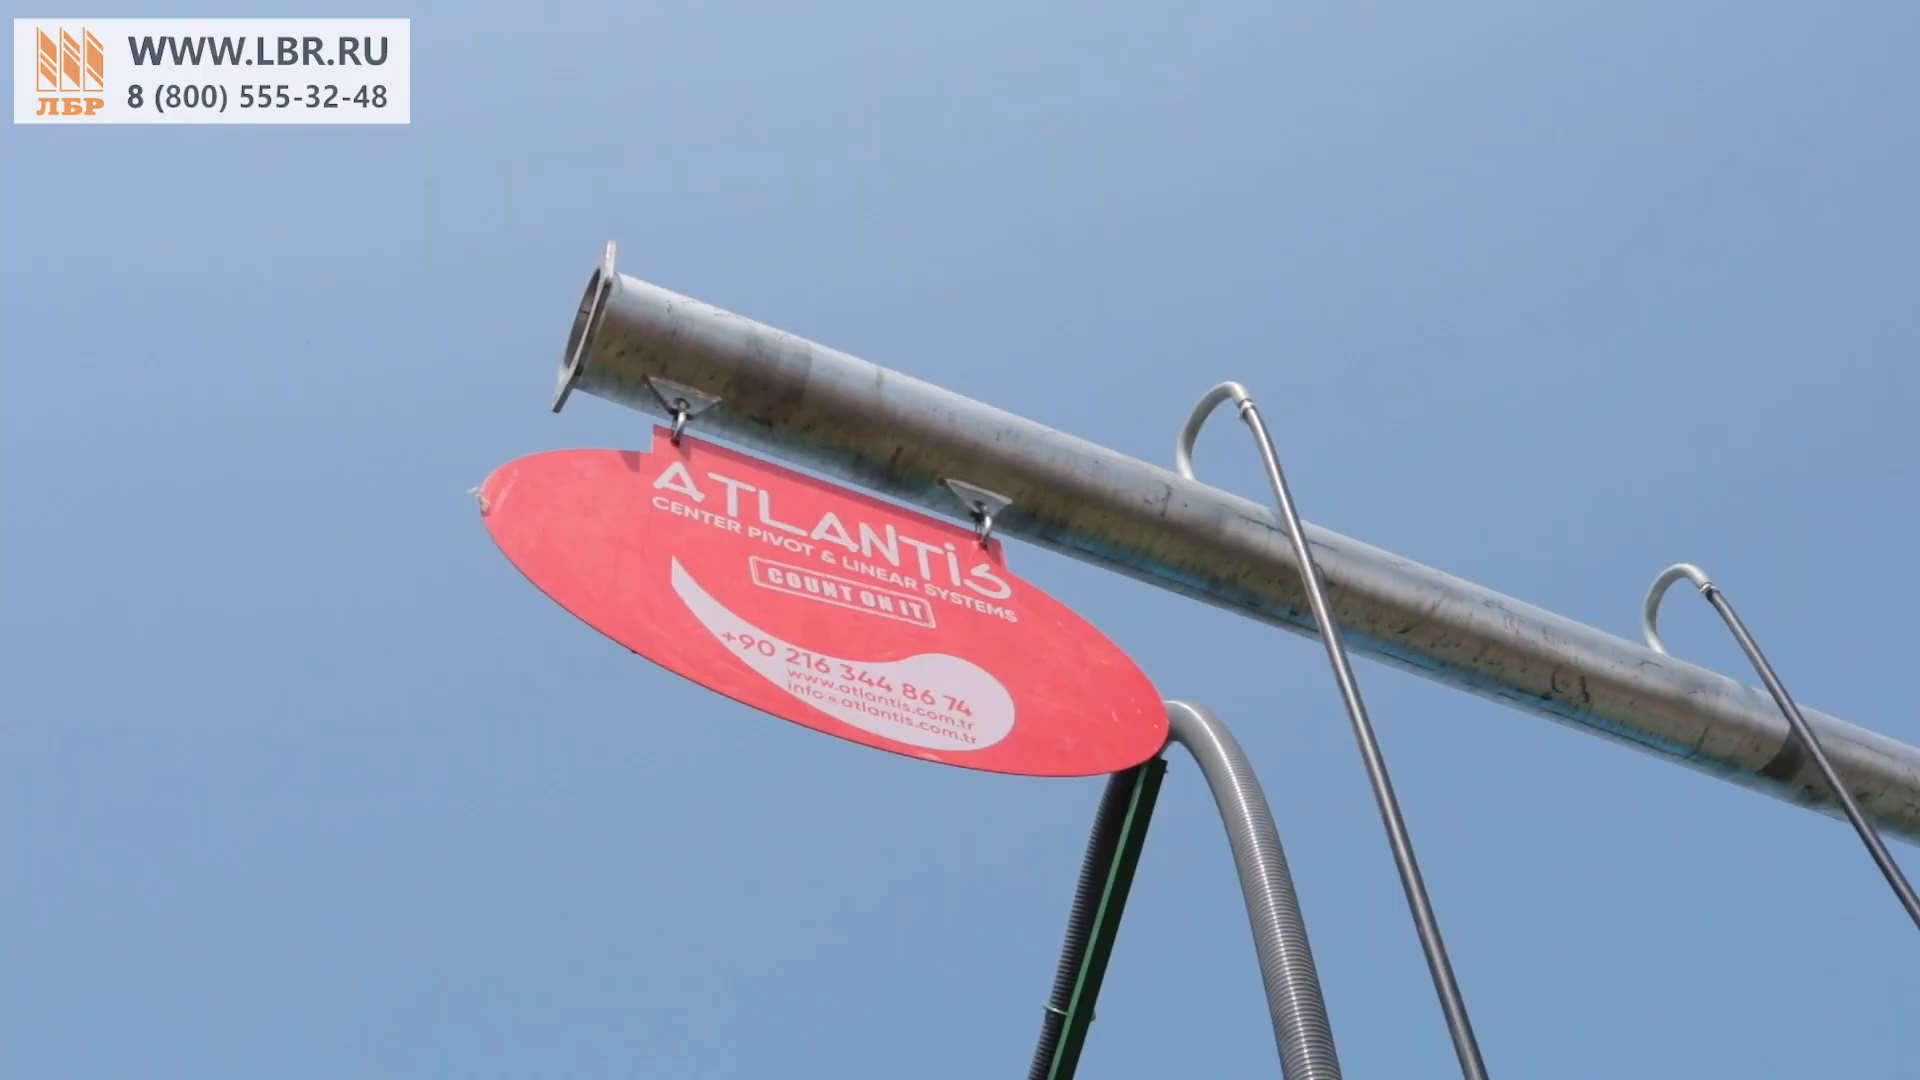 WWW.LBR.RU
ЛБР
8 (800) 555-32-48
ATLANTiS
CENTER PIVOT & LINEAR SYSTEMS
COUNT ON IT
+90 216 344 86 74
www.atlantis.com.tr
info@atlantis.com.tr